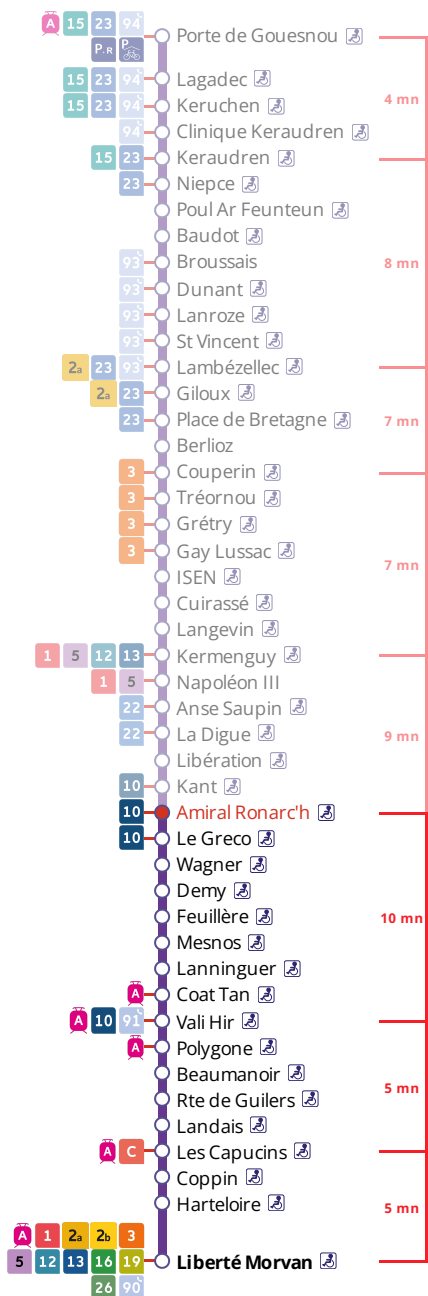 A 15 23 94 Porte de Gouesnou
P.R P
15 23 94 Lagadec
15 23 94 Keruchen
4 mn
94 Clinique Keraudren
15 23 Keraudren
23 Niepce
Poul Ar Feunteun
Baudot
93 Broussais
8 mn
93 Dunant
93 Lanroze
93 St Vincent
2a 23 93 Lambézellec
2a 23 Giloux
23 Place de Bretagne
7 mn
Berlioz
3 Couperin
3 Tréornou
3 Grétry
3 Gay Lussac
7 mn
ISEN
Cuirassé
Langevin
1 5 12 13 Kermenguy
1 5 Napoléon III
22 Anse Saupin
22 La Digue
9 mn
Libération
10 Kant
10 Amiral Ronarc'h
10 Le Greco
Wagner
Demy
Feuillère
10 mn
Mesnos
Lanninguer
A Coat Tan
A 10 91 Vali Hir
A Polygone
Beaumanoir
5 mn
Rte de Guilers
Landais
A C Les Capucins
Coppin
Harteloire
5 mn
A 1 2a 2b 3
5 12 13 16 19 Liberté Morvan
26 90